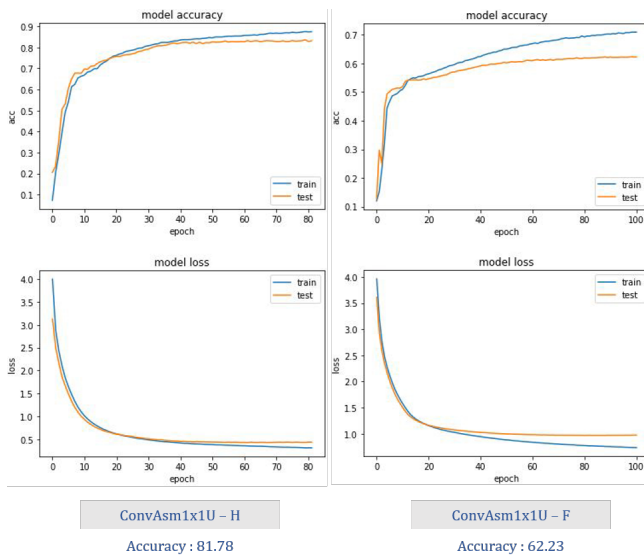 model accuracy
0.9
0.8
0.7
0.6
0.5
0.4
0.3
0.2
0.1
acc
train
test
0 10 20 30 40 50 60 70 80
epoch
model accuracy
0.7
0.6
0.5
0.4
0.3
0.2
0.1
acc
train
test
0 20 40 60 80 100
epoch
model loss
4.0
3.5
3.0
2.5
2.0
1.5
1.0
0.5
loss
train
test
0 10 20 30 40 50 60 70 80
epoch
model loss
4.0
3.5
3.0
2.5
2.0
1.5
1.0
loss
train
test
0 20 40 60 80 100
epoch
ConvAsm1x1U – H
Accuracy : 81.78
ConvAsm1x1U – F
Accuracy : 62.23